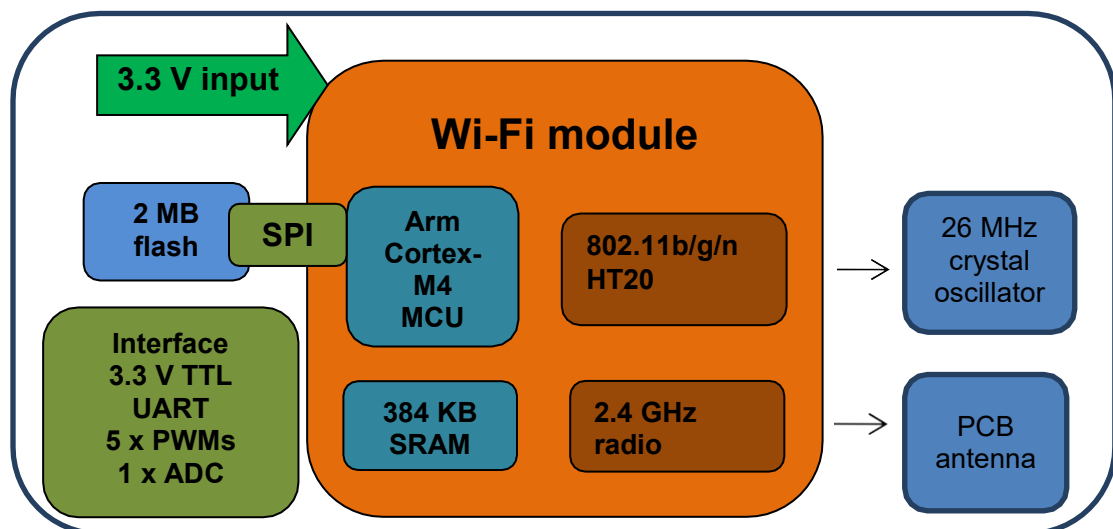 3.3 V input
Wi-Fi module
2 MB
flash
SPI
Arm
Cortex-
M4
MCU
802.11b/g/n
HT20
26 MHz
crystal
oscillator
Interface
3.3 V TTL
UART
5 x PWMs
1 x ADC
384 KB
SRAM
2.4 GHz
radio
PCB
antenna